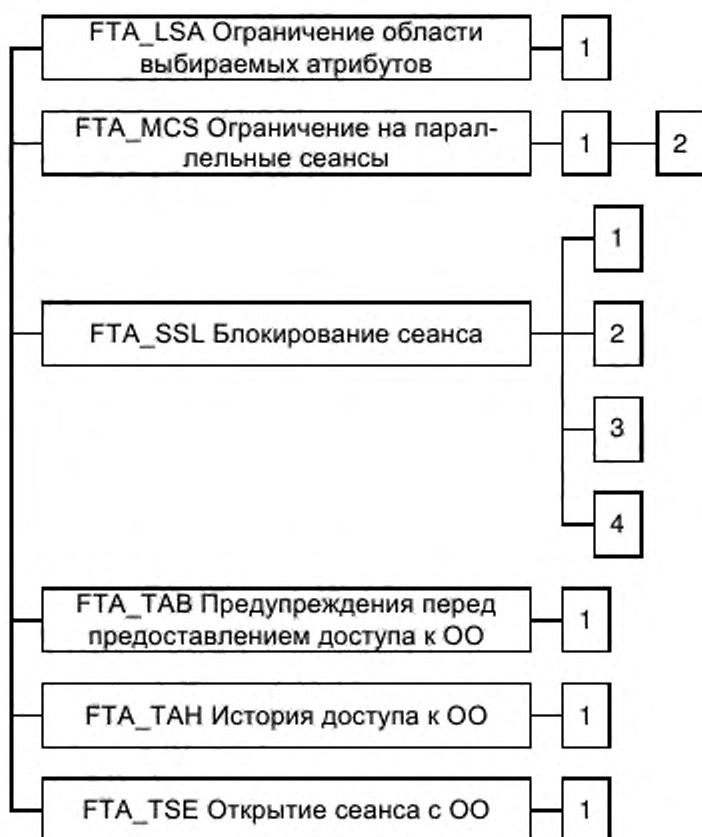 FTA_LSA Ограничение области
выбираемых атрибутов
1
FTA_MCS Ограничение на парал-
лельные сеансы
1
2
1
FTA_SSL Блокирование сеанса
2
3
4
FTA_TAB Предупреждения перед
предоставлением доступа к ОО
1
FTA_TAH История доступа к ОО
1
FTA_TSE Открытие сеанса с ОО
1